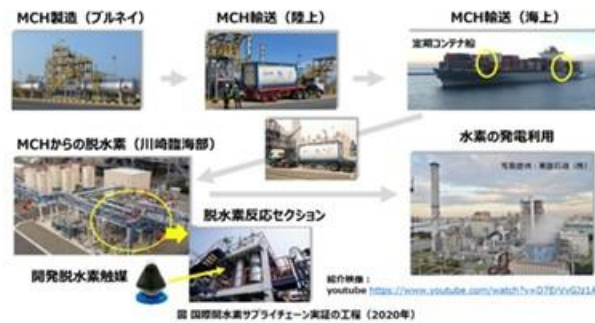 MCH製造（ブルネイ）
MCH輸送（陸上）
MCH輸送（海上）
定期コンテナ船
MCHからの脱水素（川崎臨海部）
水素の発電利用
脱水素反応セクション
開発脱水素触媒
紹介映像：
youtube
図 国際間水素サプライチェーン実証の工程（2020年）